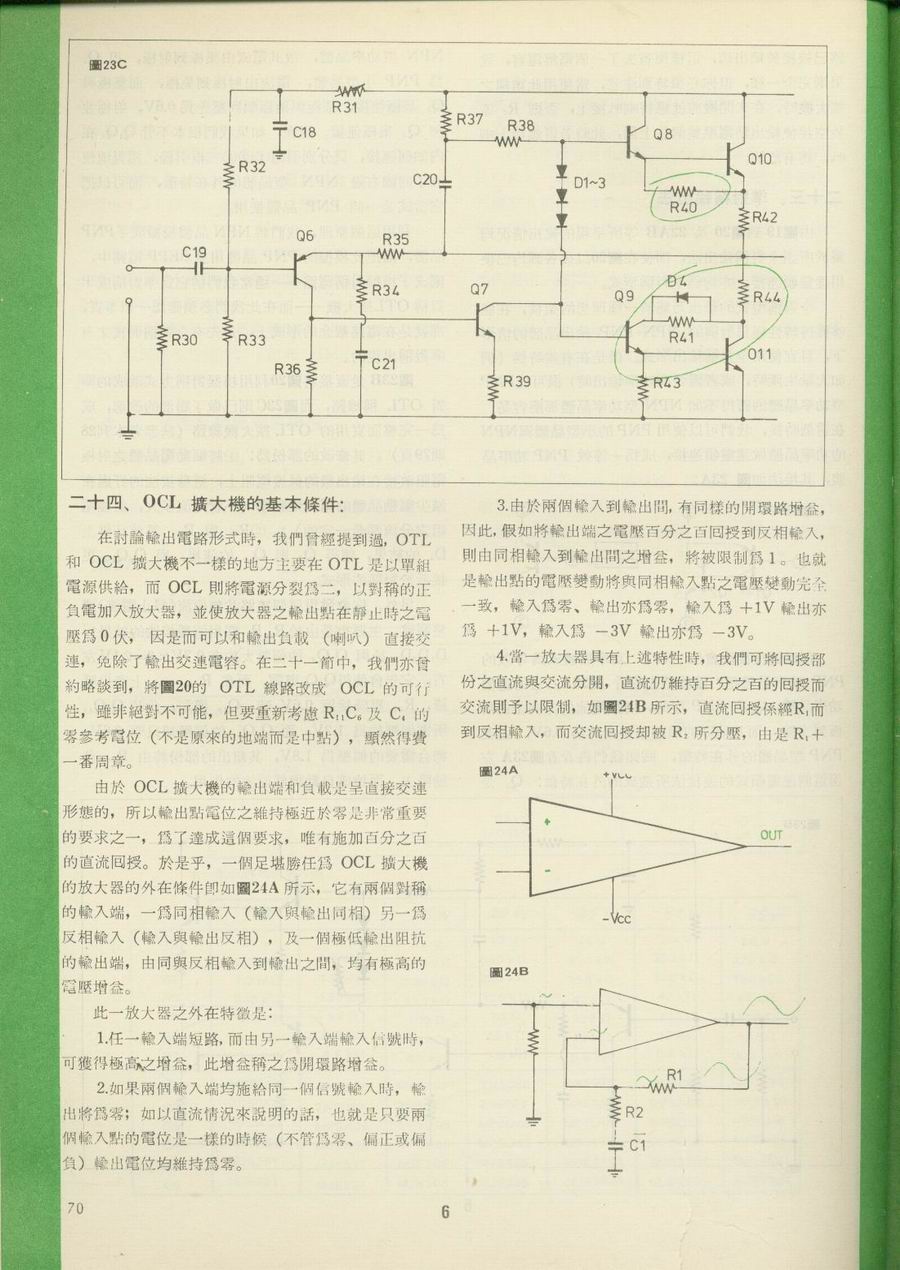 圖23C
R31
C18
R37
R38
Q8
Q10
R32
C20
D1~3
R40
R42
Q6
R35
C19
Q7
Q9
D4
R34
R44
R30
R33
R41
O11
R36
C21
R39
R43
二十四、OCL 擴大機的基本條件:
在討論輸出電路形式時，我們曾經提到過, OTL
和 OCL 擴大機不一樣的地方主要在 OTL 是以單組
電源供給，而 OCL 則將電源分裂爲二，以對稱的正
負電加入放大器，並使放大器之輸出點在靜止時之電
壓爲 0 伏，因是而可以和輸出負載（喇叭）直接交
連，免除了輸出交連電容。在二十一節中，我們亦曾
約略談到，將圖20的 OTL 線路改成 OCL 的可行
性，雖非絕對不可能，但要重新考慮 R₁₁C₆ 及 C₄ 的
零參考電位（不是原來的地端而是中點），顯然得費
一番周章。
由於 OCL 擴大機的輸出端和負載是呈直接交連
形態的，所以輸出點電位之維持極近於零是非常重要
的要求之一，爲了達成這個要求，唯有施加百分之百
的直流囘授。於是乎，一個足堪勝任爲 OCL 擴大機
的放大器的外在條件卽如圖24A 所示，它有兩個對稱
的輸入端，一爲同相輸入（輸入與輸出同相）另一爲
反相輸入（輸入與輸出反相），及一個極低輸出阻抗
的輸出端，由同與反相輸入到輸出之間，均有極高的
電壓增益。
此一放大器之外在特徵是：
1.任一輸入端短路，而由另一輸入端輸入信號時，
可獲得極高之增益，此增益稱之爲開環路增益。
2.如果兩個輸入端均施給同一個信號輸入時，輸
出將爲零；如以直流情況來說明的話，也就是只要兩
個輸入點的電位是一樣的時候（不管爲零、偏正或偏
負）輸出電位均維持爲零。
3.由於兩個輸入到輸出間，有同樣的開環路增益，
因此，假如將輸出端之電壓百分之百囘授到反相輸入，
則由同相輸入到輸出間之增益，將被限制爲 1 。也就
是輸出點的電壓變動將與同相輸入點之電壓變動完全
一致，輸入爲零、輸出亦爲零，輸入爲 +1V 輸出亦
爲 +1V，輸入爲 −3V 輸出亦爲 −3V。
4.當一放大器具有上述特性時，我們可將囘授部
份之直流與交流分開，直流仍維持百分之百的囘授而
交流則予以限制，如圖24B 所示，直流囘授係經R₁而
到反相輸入，而交流囘授却被 R₂ 所分壓，由是 R₁＋
圖24A
+Vcc
+
-
OUT
-Vcc
圖24B
R1
R2
C1
70
6